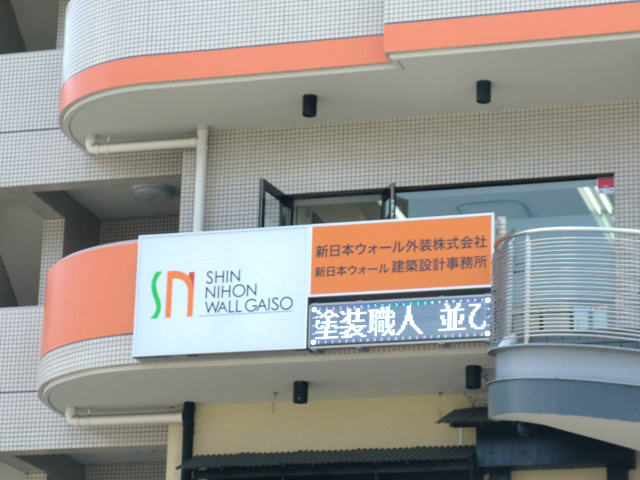 SN
SHIN
NIHON
WALL GAISO
新日本ウォール外装株式会社
新日本ウォール 建築設計事務所
塗装職人 並び